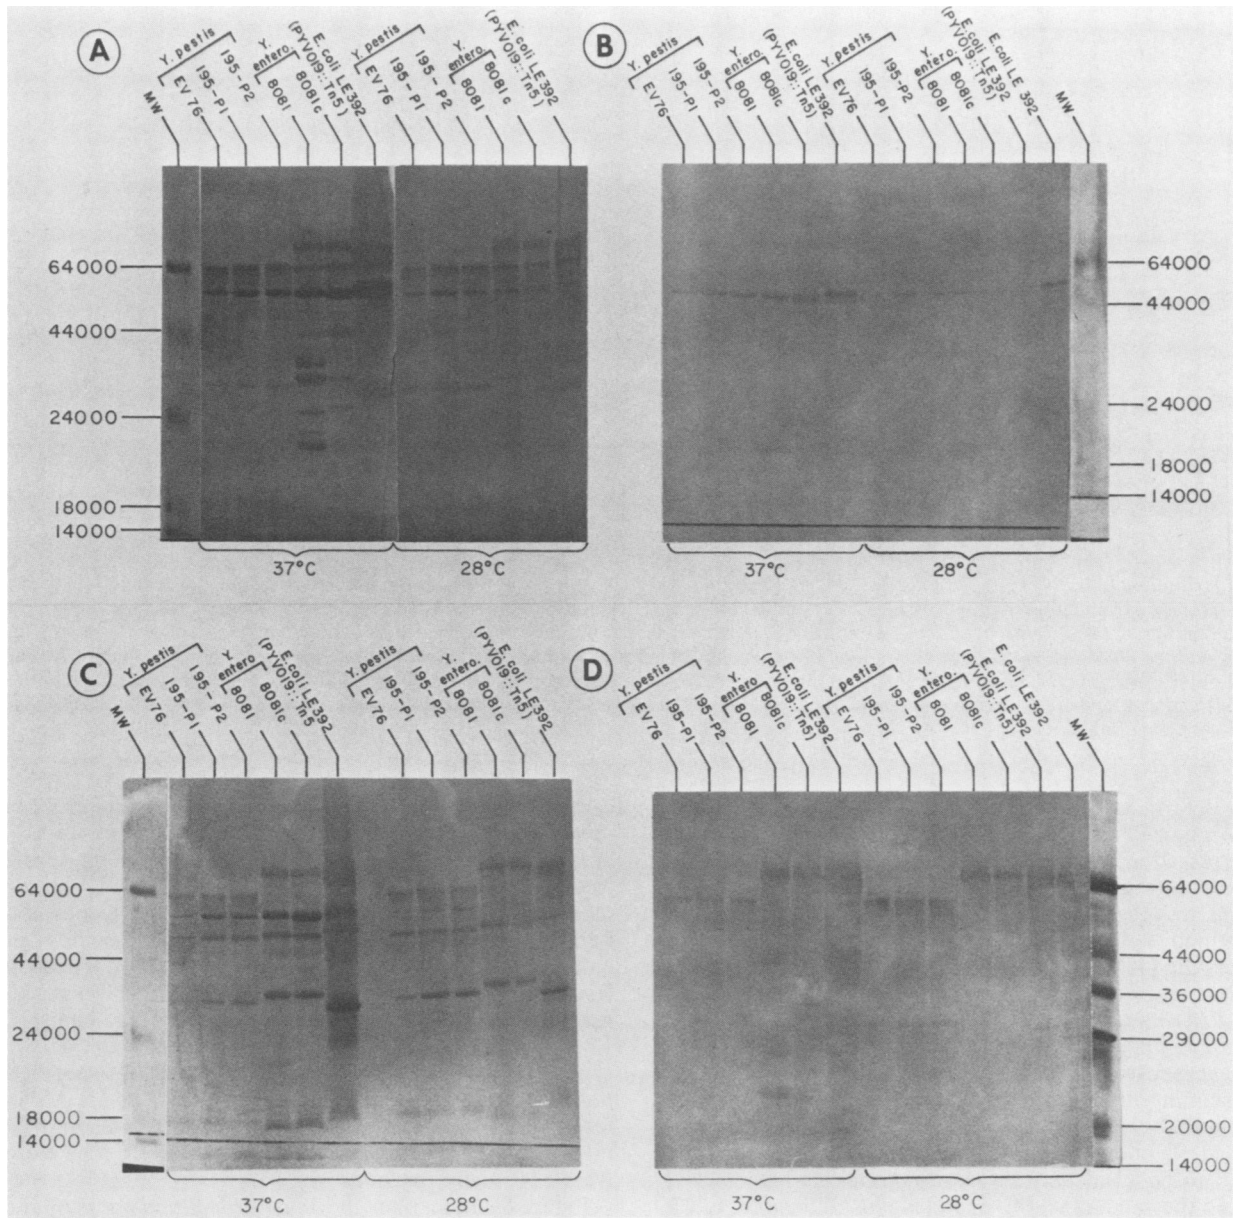 A
MW
Y. pestis
EV76
195-P1
195-P2
Y. entero.
8081
8081c
E. coli LE392
(PYV019::Tn5)
Y. pestis
EV76
195-P1
195-P2
Y. entero.
8081
8081c
E. coli LE392
(PYV019::Tn5)
64000
44000
24000
18000
14000
37°C
28°C
B
Y. pestis
EV76
195-P1
195-P2
Y. entero.
8081
8081c
E. coli LE392
(PYV019::Tn5)
Y. pestis
EV76
195-P1
195-P2
Y. entero.
8081
8081c
E. coli LE392
(PYV019::Tn5)
E. coli LE 392
MW
64000
44000
24000
18000
14000
37°C
28°C
C
MW
Y. pestis
EV76
195-P1
195-P2
Y. entero.
8081
8081c
E. coli LE392
(PYV019::Tn5)
Y. pestis
EV76
195-P1
195-P2
Y. entero.
8081
8081c
E. coli LE392
(PYV019::Tn5)
64000
44000
24000
18000
14000
37°C
28°C
D
Y. pestis
EV76
195-P1
195-P2
Y. entero.
8081
8081c
E. coli LE392
(PYV019::Tn5)
Y. pestis
EV76
195-P1
195-P2
Y. entero.
8081
8081c
E. coli LE392
(PYV019::Tn5)
E. coli LE392
MW
64000
44000
36000
29000
20000
14000
37°C
28°C